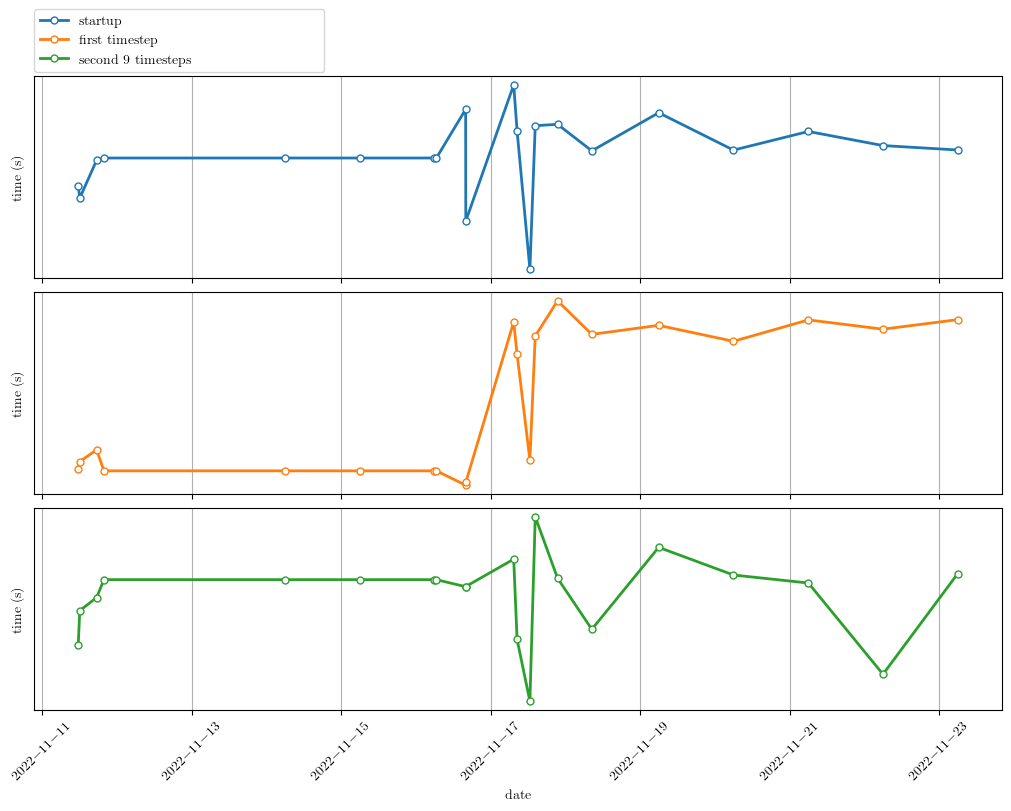 startup
first timestep
second 9 timesteps
time (s)
time (s)
time (s)
2022−11−11
2022−11−13
2022−11−15
2022−11−17
2022−11−19
2022−11−21
2022−11−23
date